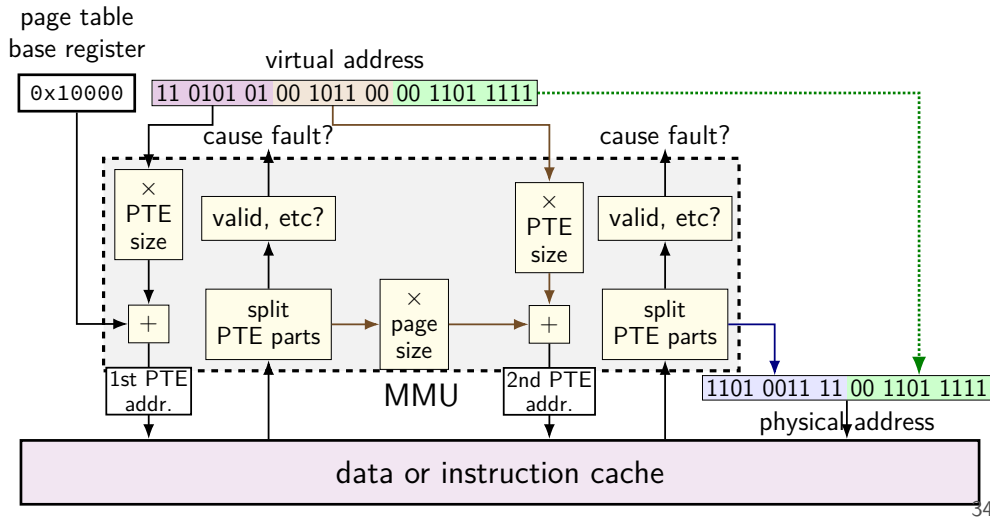 page table
base register
0x10000
virtual address
11 0101 01 00 1011 00 00 1101 1111
cause fault?
cause fault?
×
PTE
size
valid, etc?
×
PTE
size
valid, etc?
+
split
PTE parts
×
page
size
+
split
PTE parts
1st PTE
addr.
MMU
2nd PTE
addr.
1101 0011 11 00 1101 1111
physical address
data or instruction cache
34